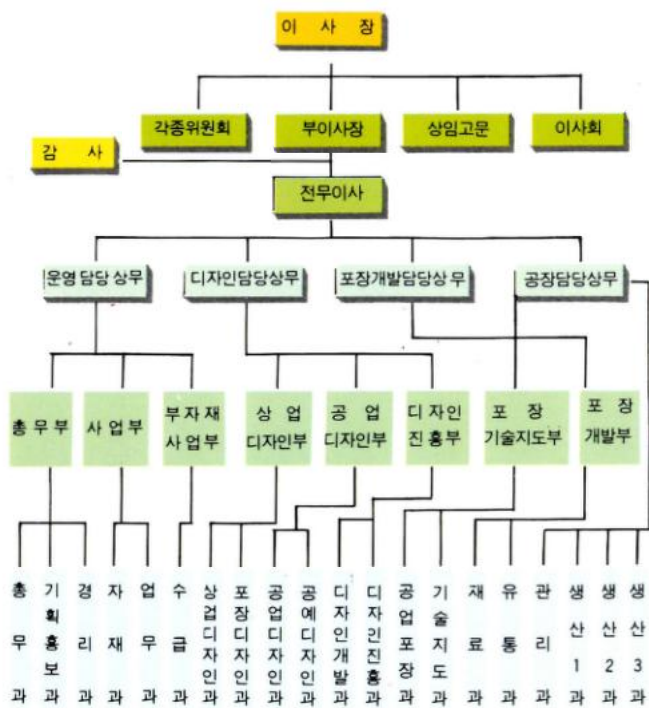 이 사 장
각종위원회 부이사장 상임고문 이사회
감 사
전무이사
운영담당상무 디자인담당상무 포장개발담당상무 공장담당상무
총무부 사업부 부자재 사업부 상업 디자인부 공업 디자인부 디자인 진흥부 포장 기술지도부 포장 개발부
총무과
기획홍보과
경리과
자재과
업무과
수급과
상업디자인과
포장디자인과
공업디자인과
공예디자인과
디자인개발과
디자인진흥과
공업포장과
기술지도과
재료과
유통과
관리과
생산1과
생산2과
생산3과